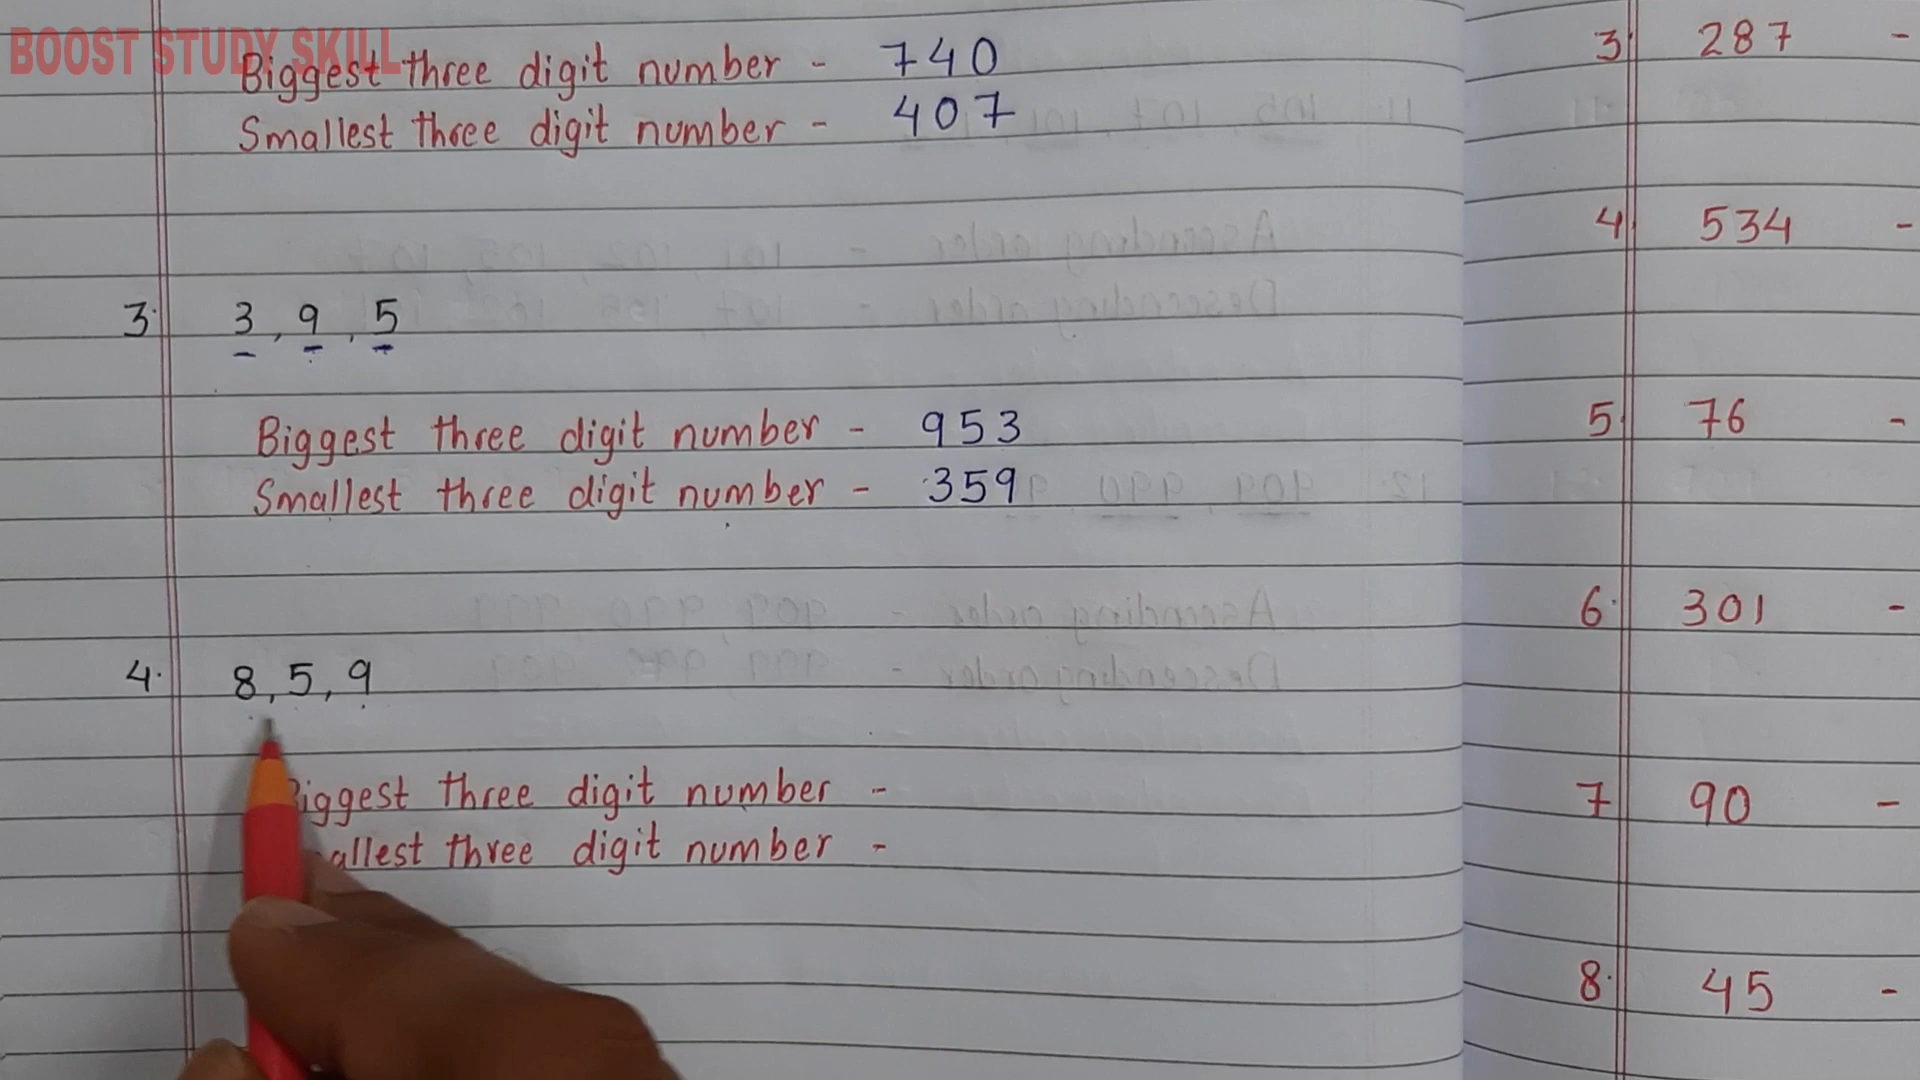 BOOST STUDY SKILL
Biggest three digit number - 740
Smallest three digit number - 407
3. 3, 9, 5
Biggest three digit number - 953
Smallest three digit number - 359
4. 8, 5, 9
iggest three digit number -
allest three digit number -
3. 287 -
4. 534 -
5. 76 -
6. 301 -
7. 90 -
8. 45 -